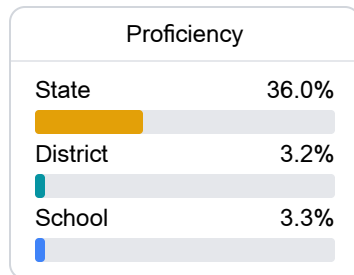 Proficiency
State 36.0%
District 3.2%
School 3.3%